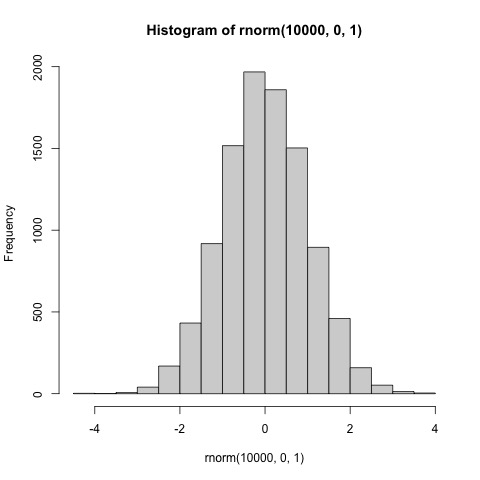 Histogram of rnorm(10000, 0, 1)
Frequency
2000
1500
1000
500
0
-4 -2 0 2 4
rnorm(10000, 0, 1)